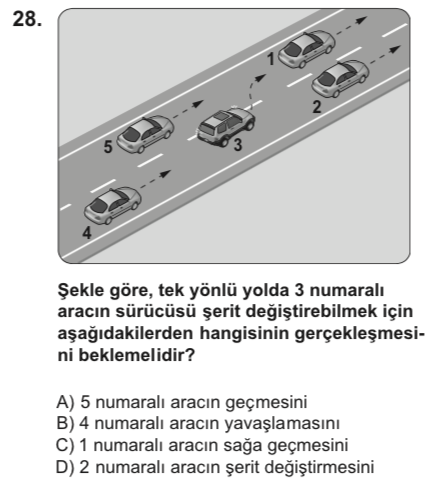 28.
1
2
5
3
4
Şekle göre, tek yönlü yolda 3 numaralı
aracın sürücüsü şerit değiştirebilmek için
aşağıdakilerden hangisinin gerçekleşmesi-
ni beklemelidir?
A) 5 numaralı aracın geçmesini
B) 4 numaralı aracın yavaşlamasını
C) 1 numaralı aracın sağa geçmesini
D) 2 numaralı aracın şerit değiştirmesini